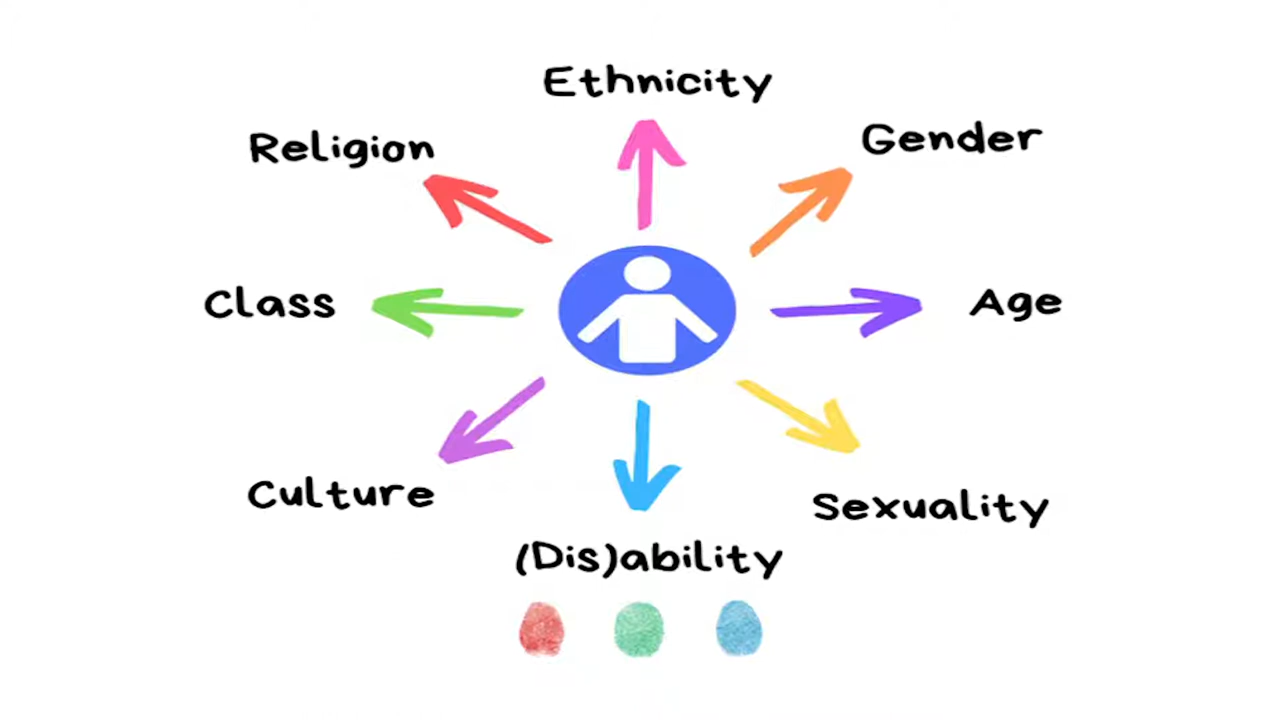 Ethnicity
Religion
Gender
Class
Age
Culture
Sexuality
(Dis)ability